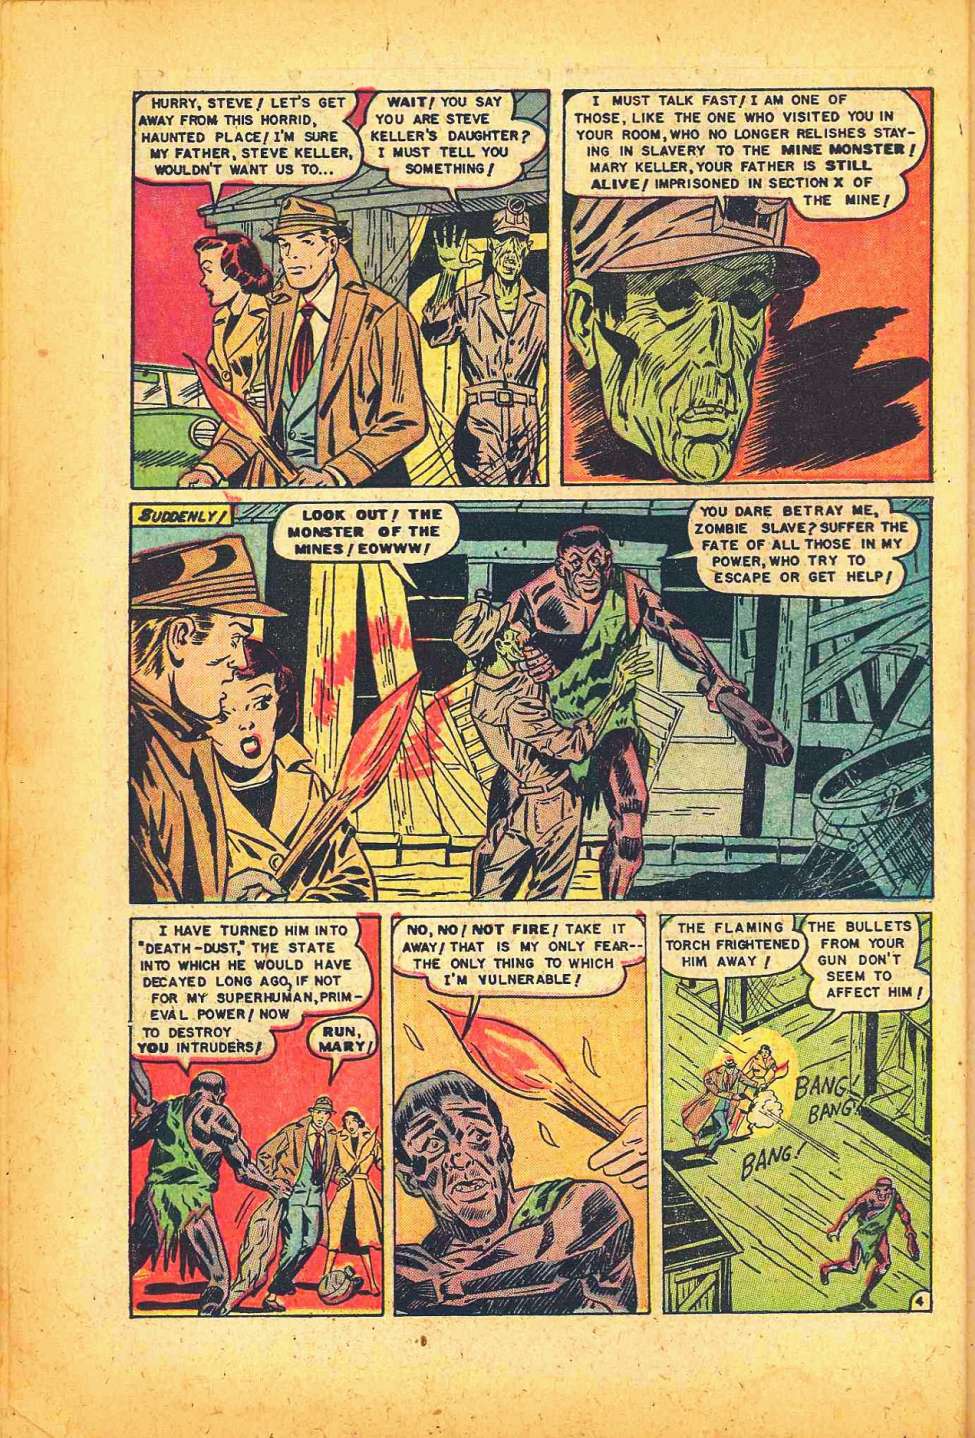 HURRY, STEVE! LET'S GET
AWAY FROM THIS HORRID,
HAUNTED PLACE! I'M SURE
MY FATHER, STEVE KELLER,
WOULDN'T WANT US TO...
WAIT! YOU SAY
YOU ARE STEVE
KELLER'S DAUGHTER?
I MUST TELL YOU
SOMETHING!
I MUST TALK FAST! I AM ONE OF
THOSE, LIKE THE ONE WHO VISITED YOU IN
YOUR ROOM, WHO NO LONGER RELISHES STAY-
ING IN SLAVERY TO THE MINE MONSTER!
MARY KELLER, YOUR FATHER IS STILL
ALIVE! IMPRISONED IN SECTION X OF
THE MINE!
SUDDENLY!
LOOK OUT! THE
MONSTER OF THE
MINES! EOWWW!
YOU DARE BETRAY ME,
ZOMBIE SLAVE? SUFFER THE
FATE OF ALL THOSE IN MY
POWER, WHO TRY TO
ESCAPE OR GET HELP!
I HAVE TURNED HIM INTO
"DEATH-DUST," THE STATE
INTO WHICH HE WOULD HAVE
DECAYED LONG AGO, IF NOT
FOR MY SUPERHUMAN, PRIM-
EVAL POWER! NOW
TO DESTROY
YOU INTRUDERS!
RUN,
MARY!
NO, NO! NOT FIRE! TAKE IT
AWAY! THAT IS MY ONLY FEAR--
THE ONLY THING TO WHICH
I'M VULNERABLE!
THE FLAMING
TORCH FRIGHTENED
HIM AWAY!
THE BULLETS
FROM YOUR
GUN DON'T
SEEM TO
AFFECT HIM!
BANG!
BANG!
BANG!
4